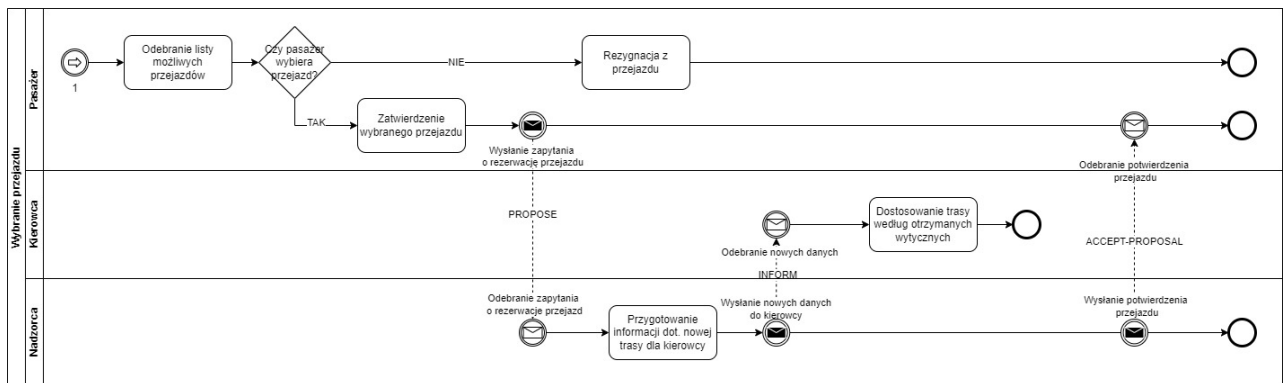 Wybranie przejazdu
Pasażer
Odebranie listy
możliwych
przejazdów
1
Czy pasażer
wybiera
przejazd?
NIE
Rezygnacja z
przejazdu
TAK
Zatwierdzenie
wybranego przejazdu
Wysłanie zapytania
o rezerwację przejazdu
Odebranie potwierdzenia
przejazdu
Kierowca
PROPOSE
Odebranie nowych danych
Dostosowanie trasy
według otrzymanych
wytycznych
INFORM
ACCEPT-PROPOSAL
Nadzorca
Odebranie zapytania
o rezerwację przejazd
Przygotowanie
informacji dot. nowej
trasy dla kierowcy
Wysłanie nowych danych
do kierowcy
Wysłanie potwierdzenia
przejazdu